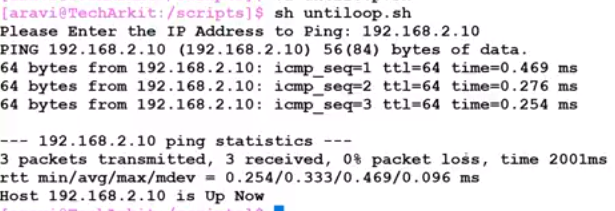 [aravi@TechArkit:/scripts]$ sh untiloop.sh
Please Enter the IP Address to Ping: 192.168.2.10
PING 192.168.2.10 (192.168.2.10) 56(84) bytes of data.
64 bytes from 192.168.2.10: icmp_seq=1 ttl=64 time=0.469 ms
64 bytes from 192.168.2.10: icmp_seq=2 ttl=64 time=0.276 ms
64 bytes from 192.168.2.10: icmp_seq=3 ttl=64 time=0.254 ms
--- 192.168.2.10 ping statistics ---
3 packets transmitted, 3 received, 0% packet loss, time 2001ms
rtt min/avg/max/mdev = 0.254/0.333/0.469/0.096 ms
Host 192.168.2.10 is Up Now